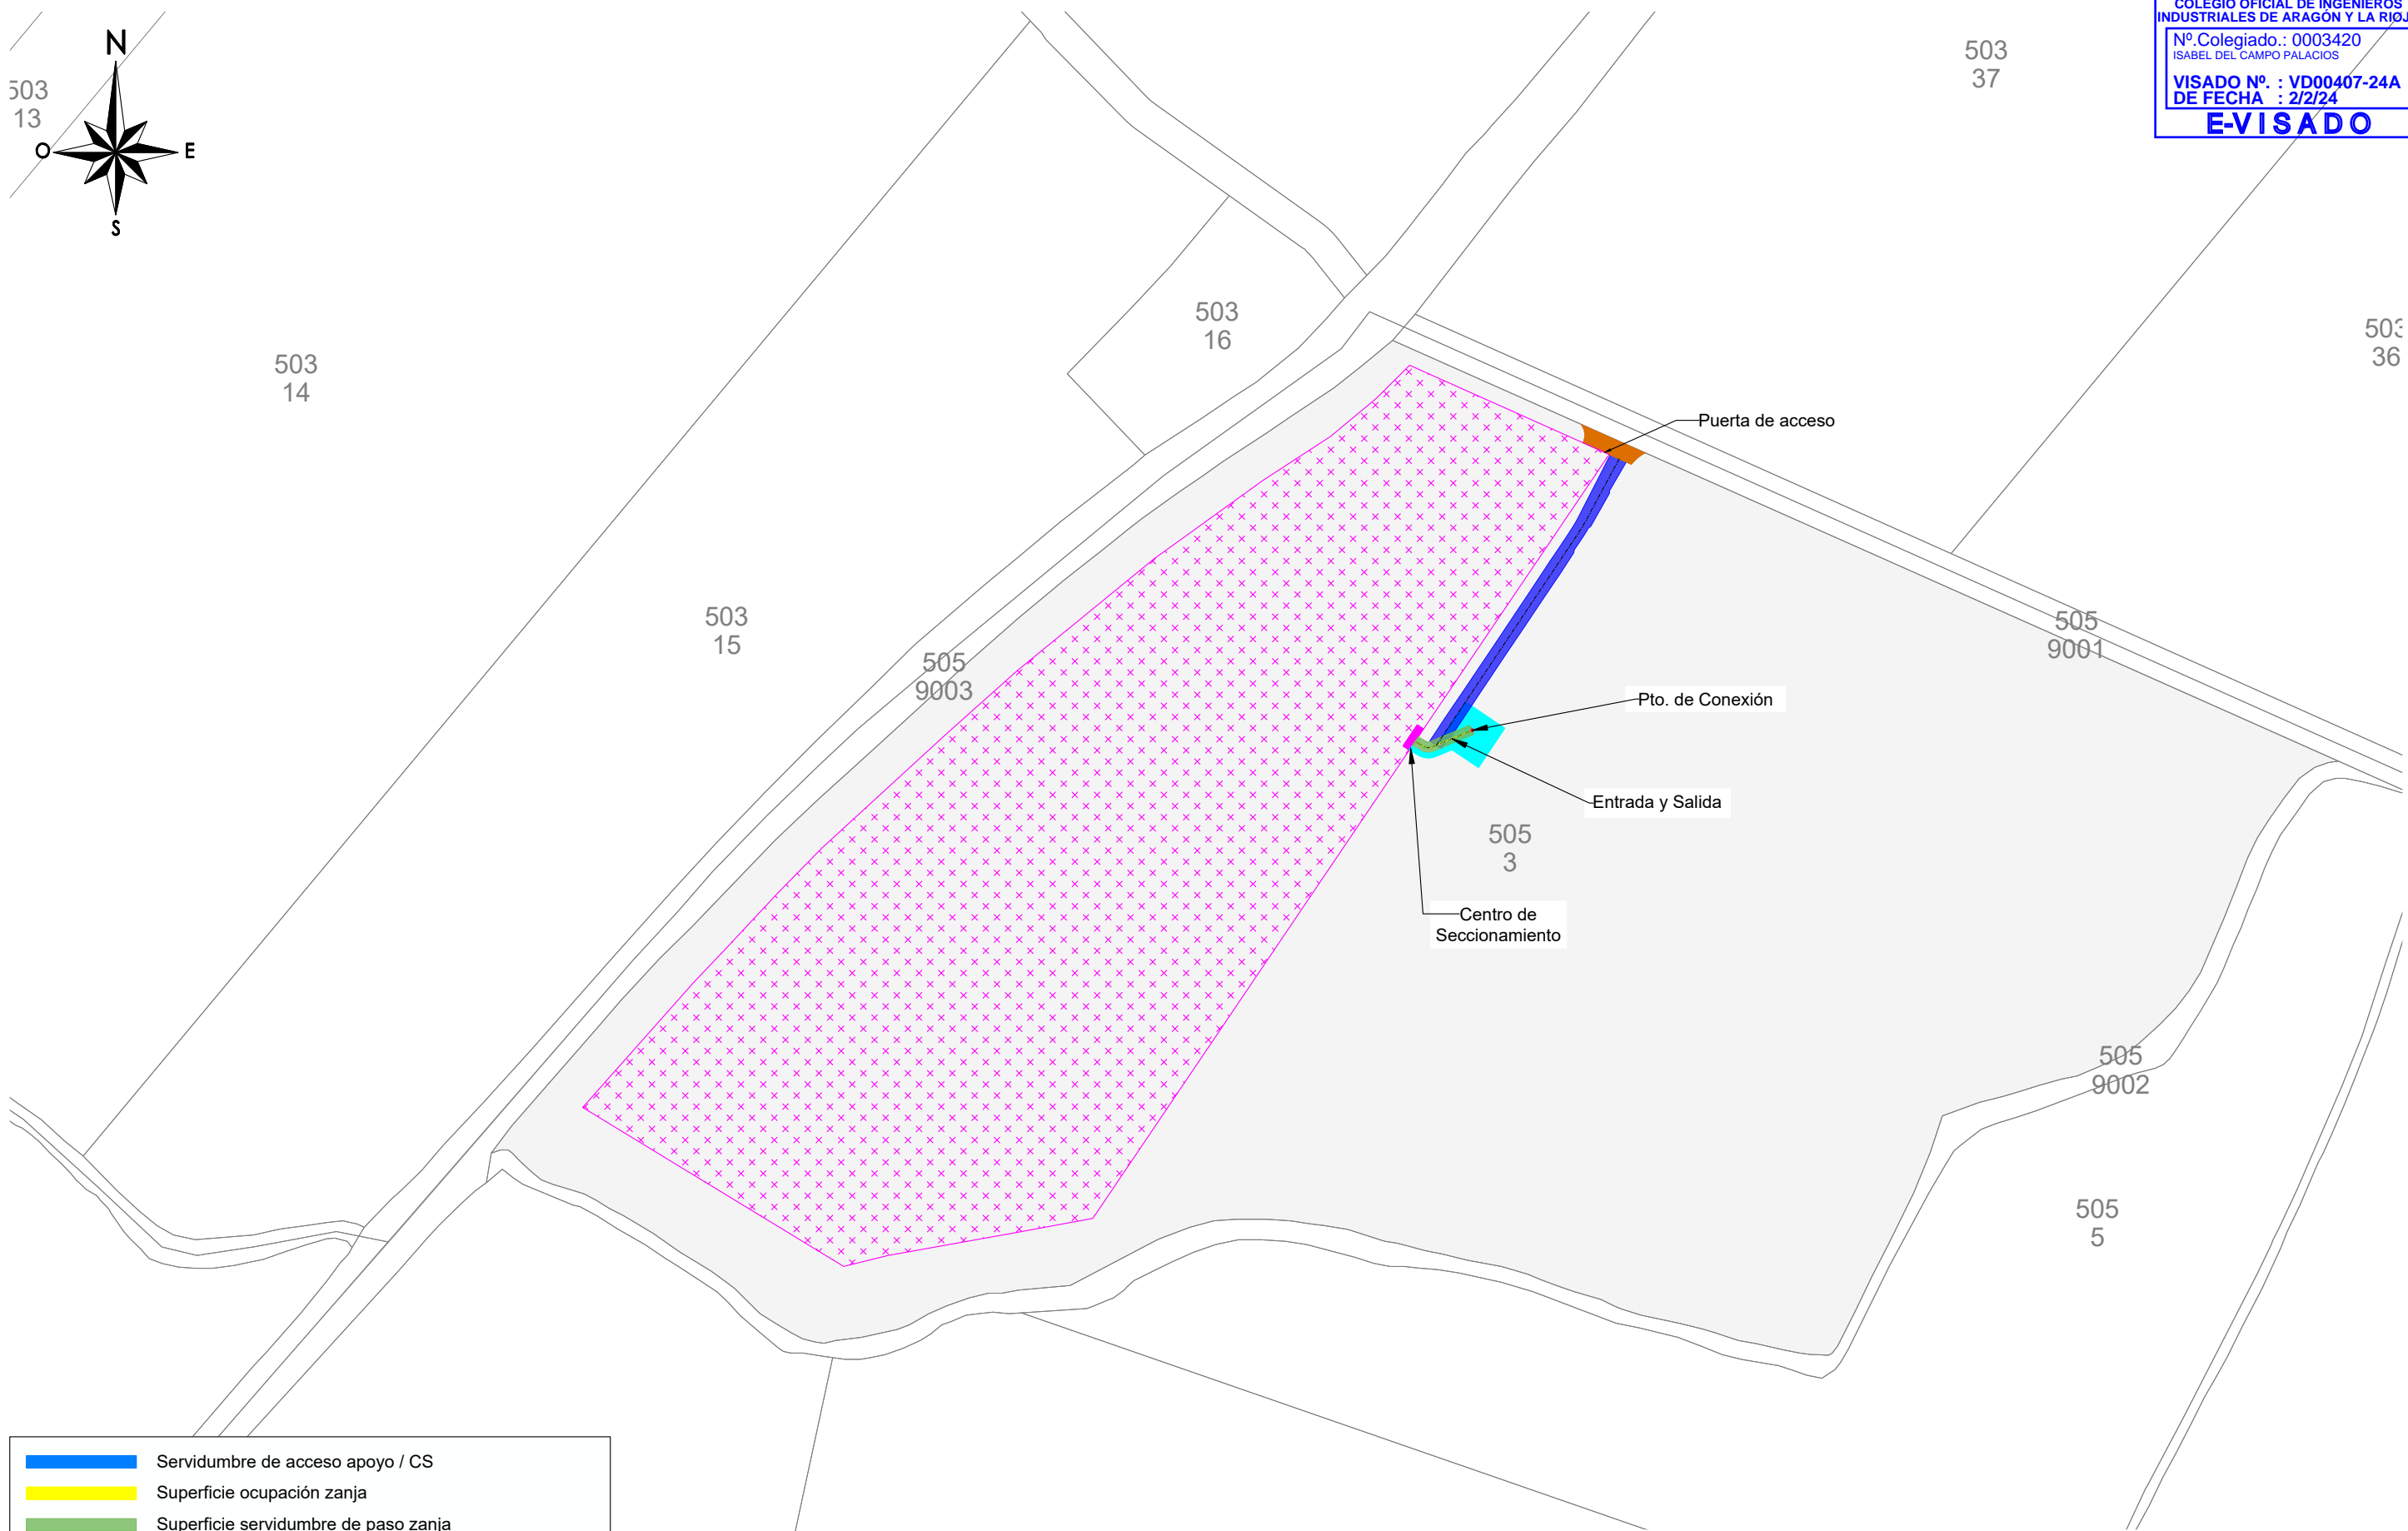 COLEGIO OFICIAL DE INGENIEROS
INDUSTRIALES DE ARAGÓN Y LA RIOJ
Nº.Colegiado.: 0003420
ISABEL DEL CAMPO PALACIOS
VISADO Nº. : VD00407-24A
DE FECHA : 2/2/24
E-VISADO
N
O
E
S
503
13
503
37
503
14
503
16
503
36
Puerta de acceso
503
15
505
9003
505
9001
Pto. de Conexión
Entrada y Salida
505
3
Centro de
Seccionamiento
505
9002
505
5
Servidumbre de acceso apoyo / CS
Superficie ocupación zanja
Superficie servidumbre de paso zanja